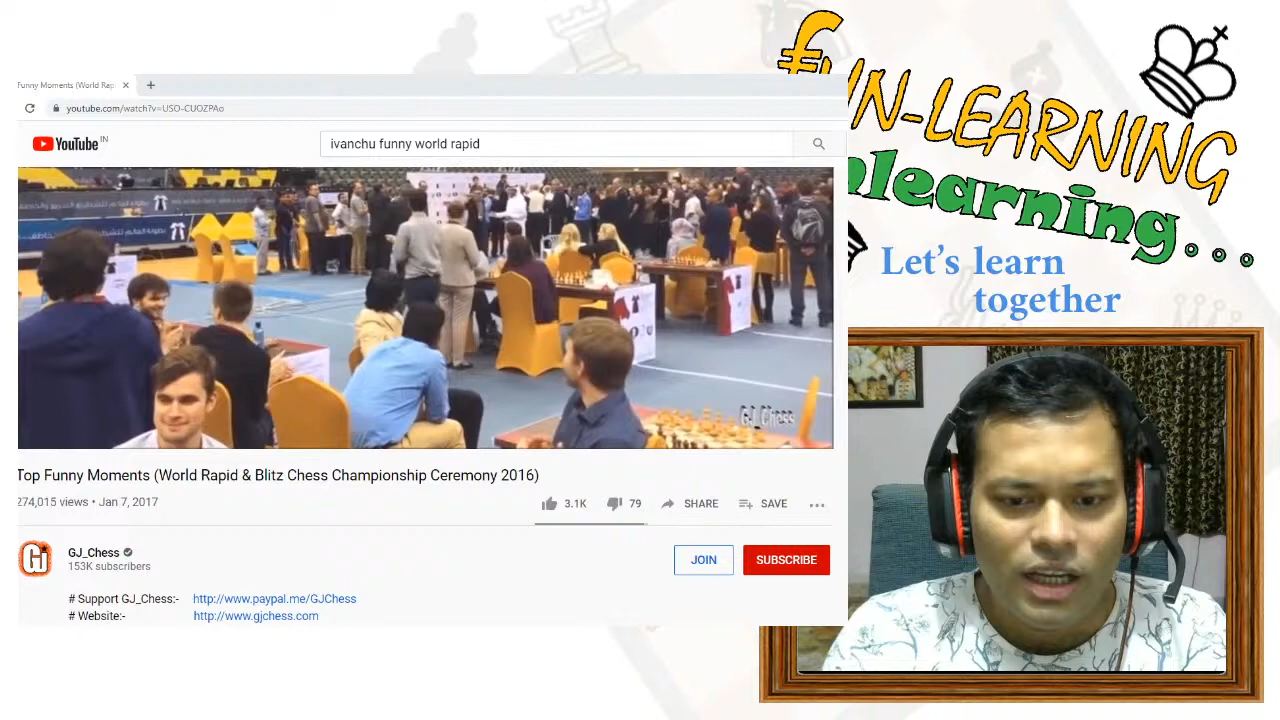 Funny Moments (World Rap
youtube.com/watch?v=USO-CUOZPAo
YouTube IN
ivanchu funny world rapid
GJ_Chess
Top Funny Moments (World Rapid & Blitz Chess Championship Ceremony 2016)
274,015 views • Jan 7, 2017
3.1K
79
SHARE
SAVE
GJ
GJ_Chess
153K subscribers
JOIN
SUBSCRIBE
# Support GJ_Chess:- http://www.paypal.me/GJChess
# Website:- http://www.gjchess.com
UN-LEARNING
learning...
Let's learn
together